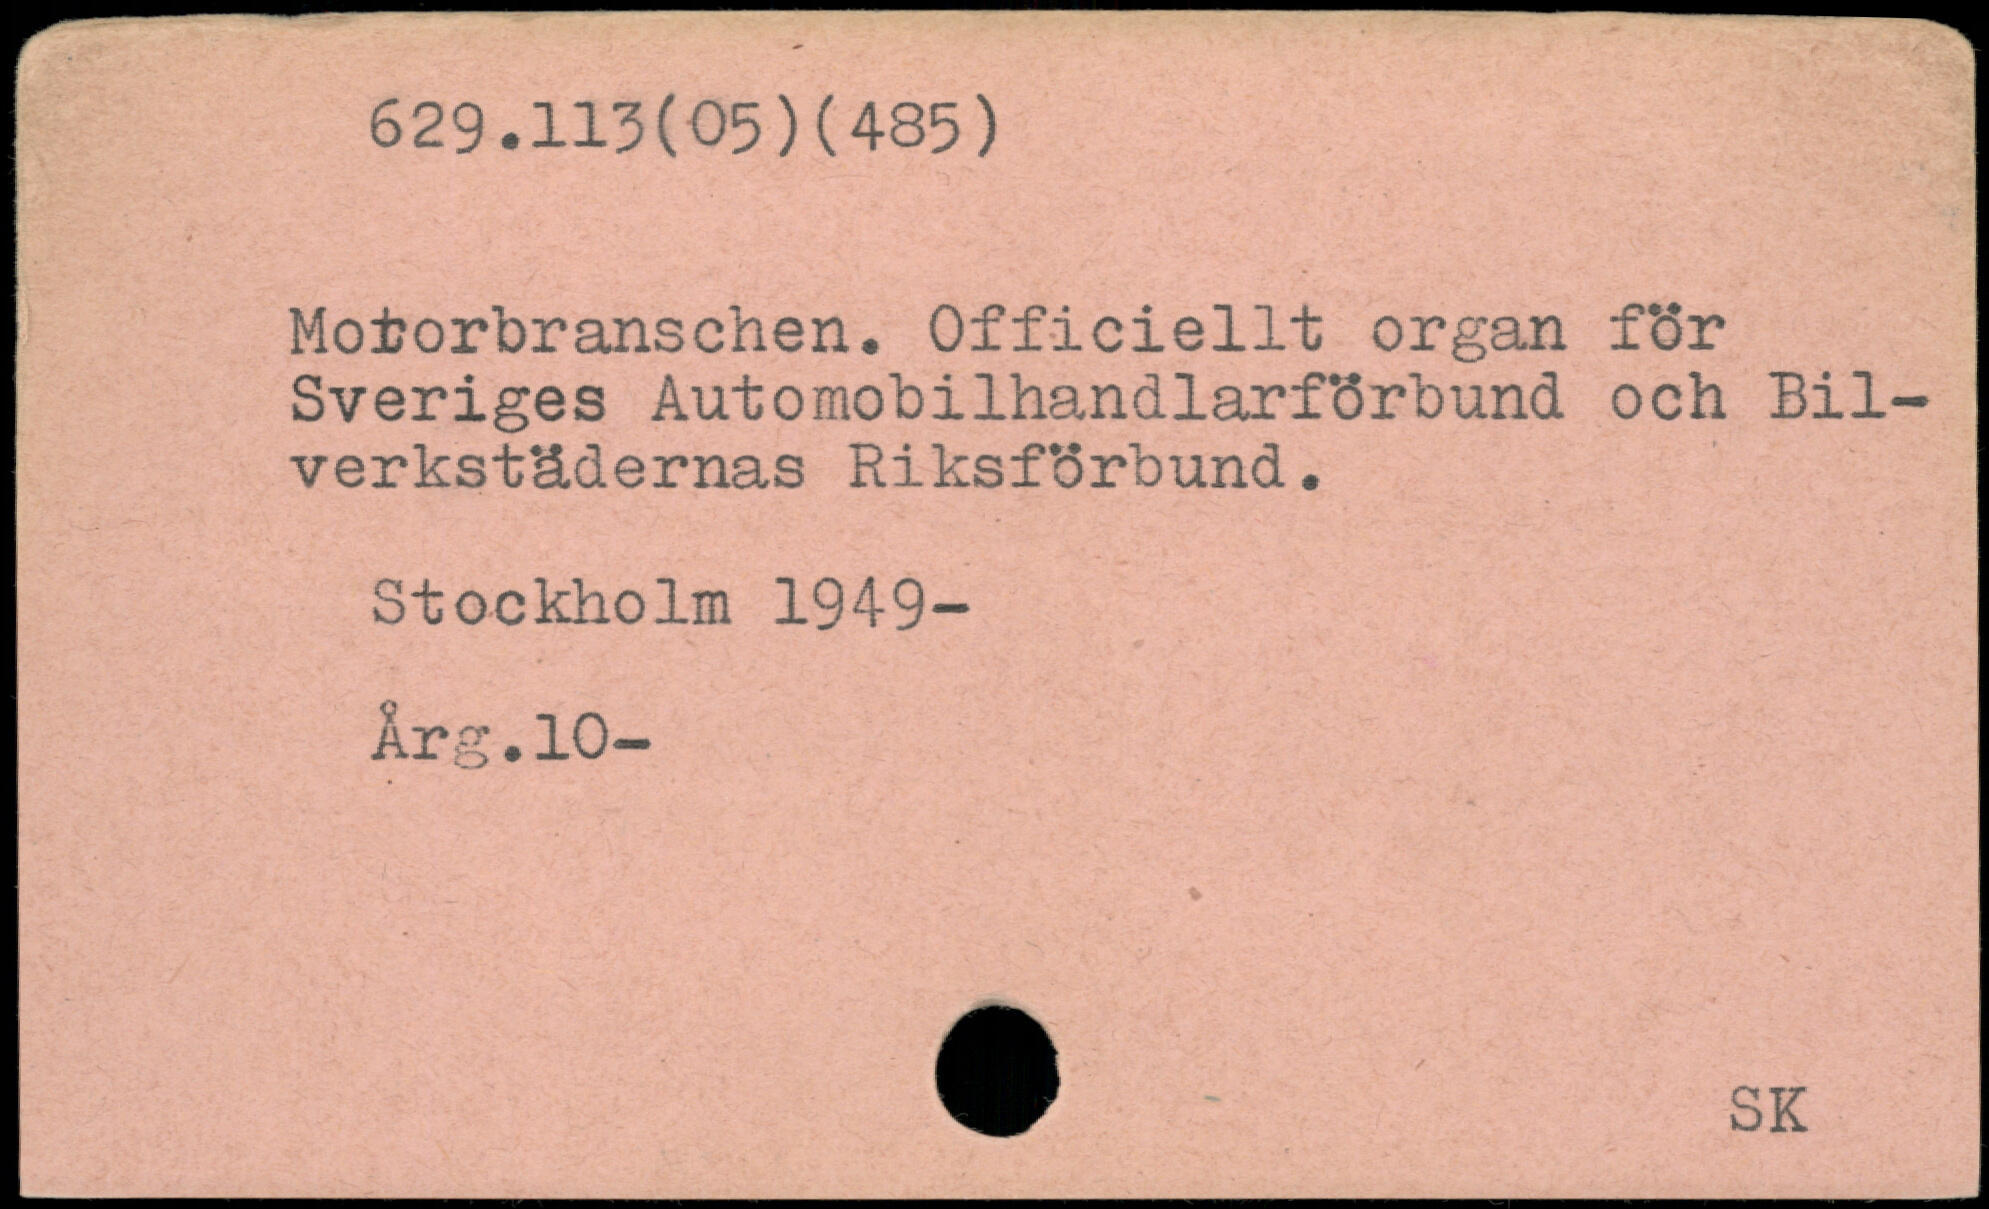 629.113(05)(485)
Motorbranschen. Officiellt organ för
Sveriges Automobilhandlarförbund och Bil-
verkstädernas Riksförbund.
Stockholm 1949-
Årg.10-
SK